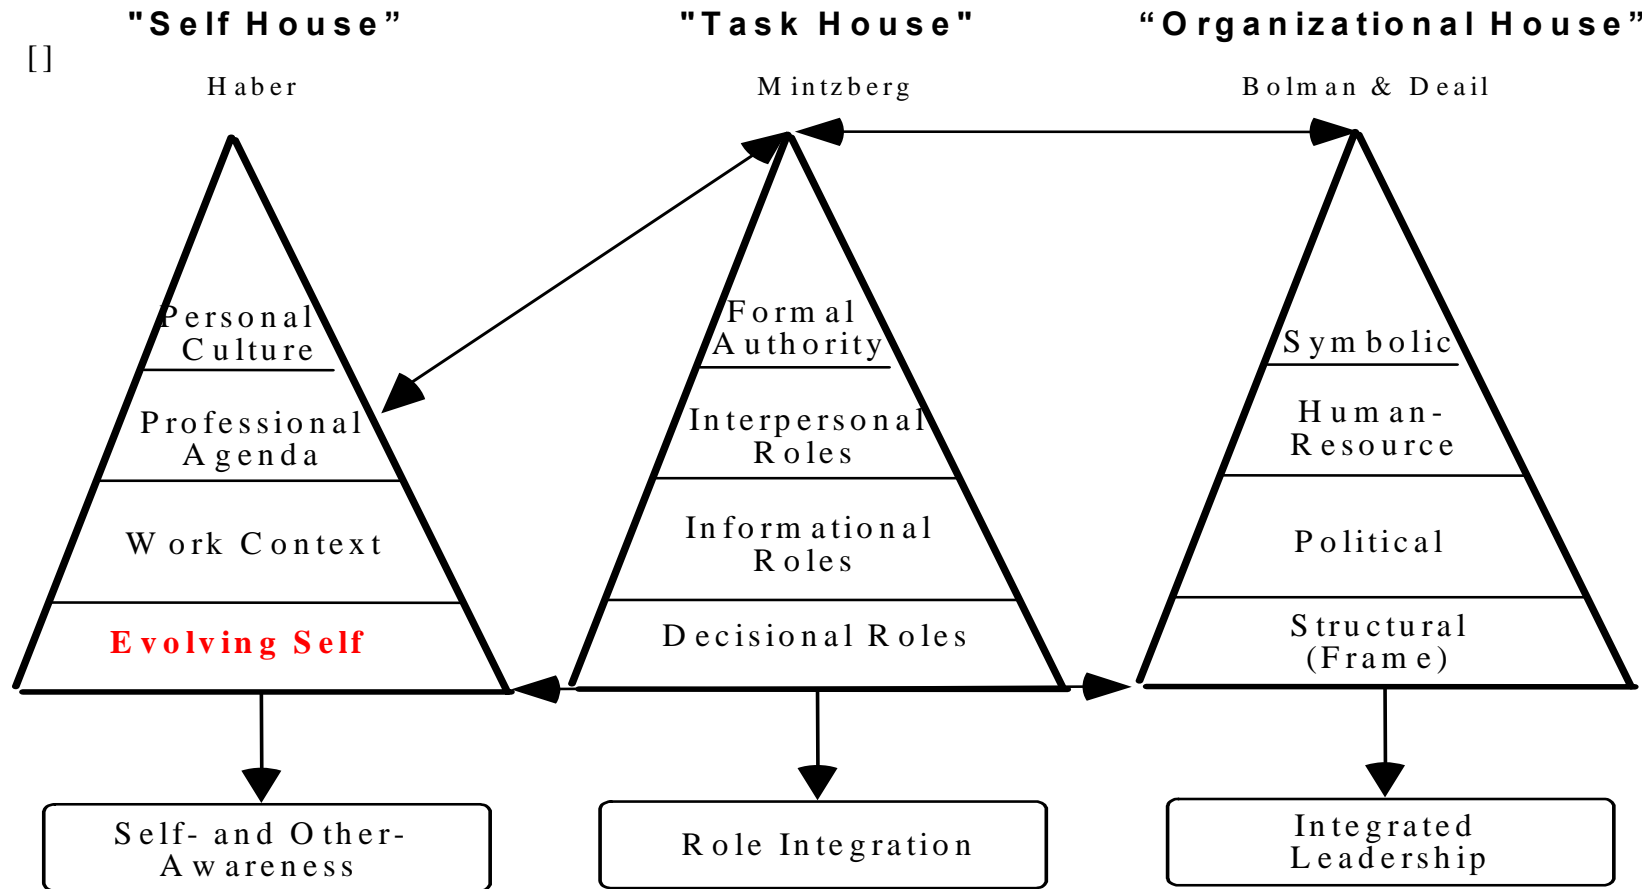 "Self House” "Task House" “Organizational House”
[]
Haber Mintzberg Bolman & Deail
Personal
Culture
Professional
Agenda
Work Context
Evolving Self
Self- and Other-
Awareness
Formal
Authority
Interpersonal
Roles
Informational
Roles
Decisional Roles
Role Integration
Symbolic
Human-
Resource
Political
Structural
(Frame)
Integrated
Leadership